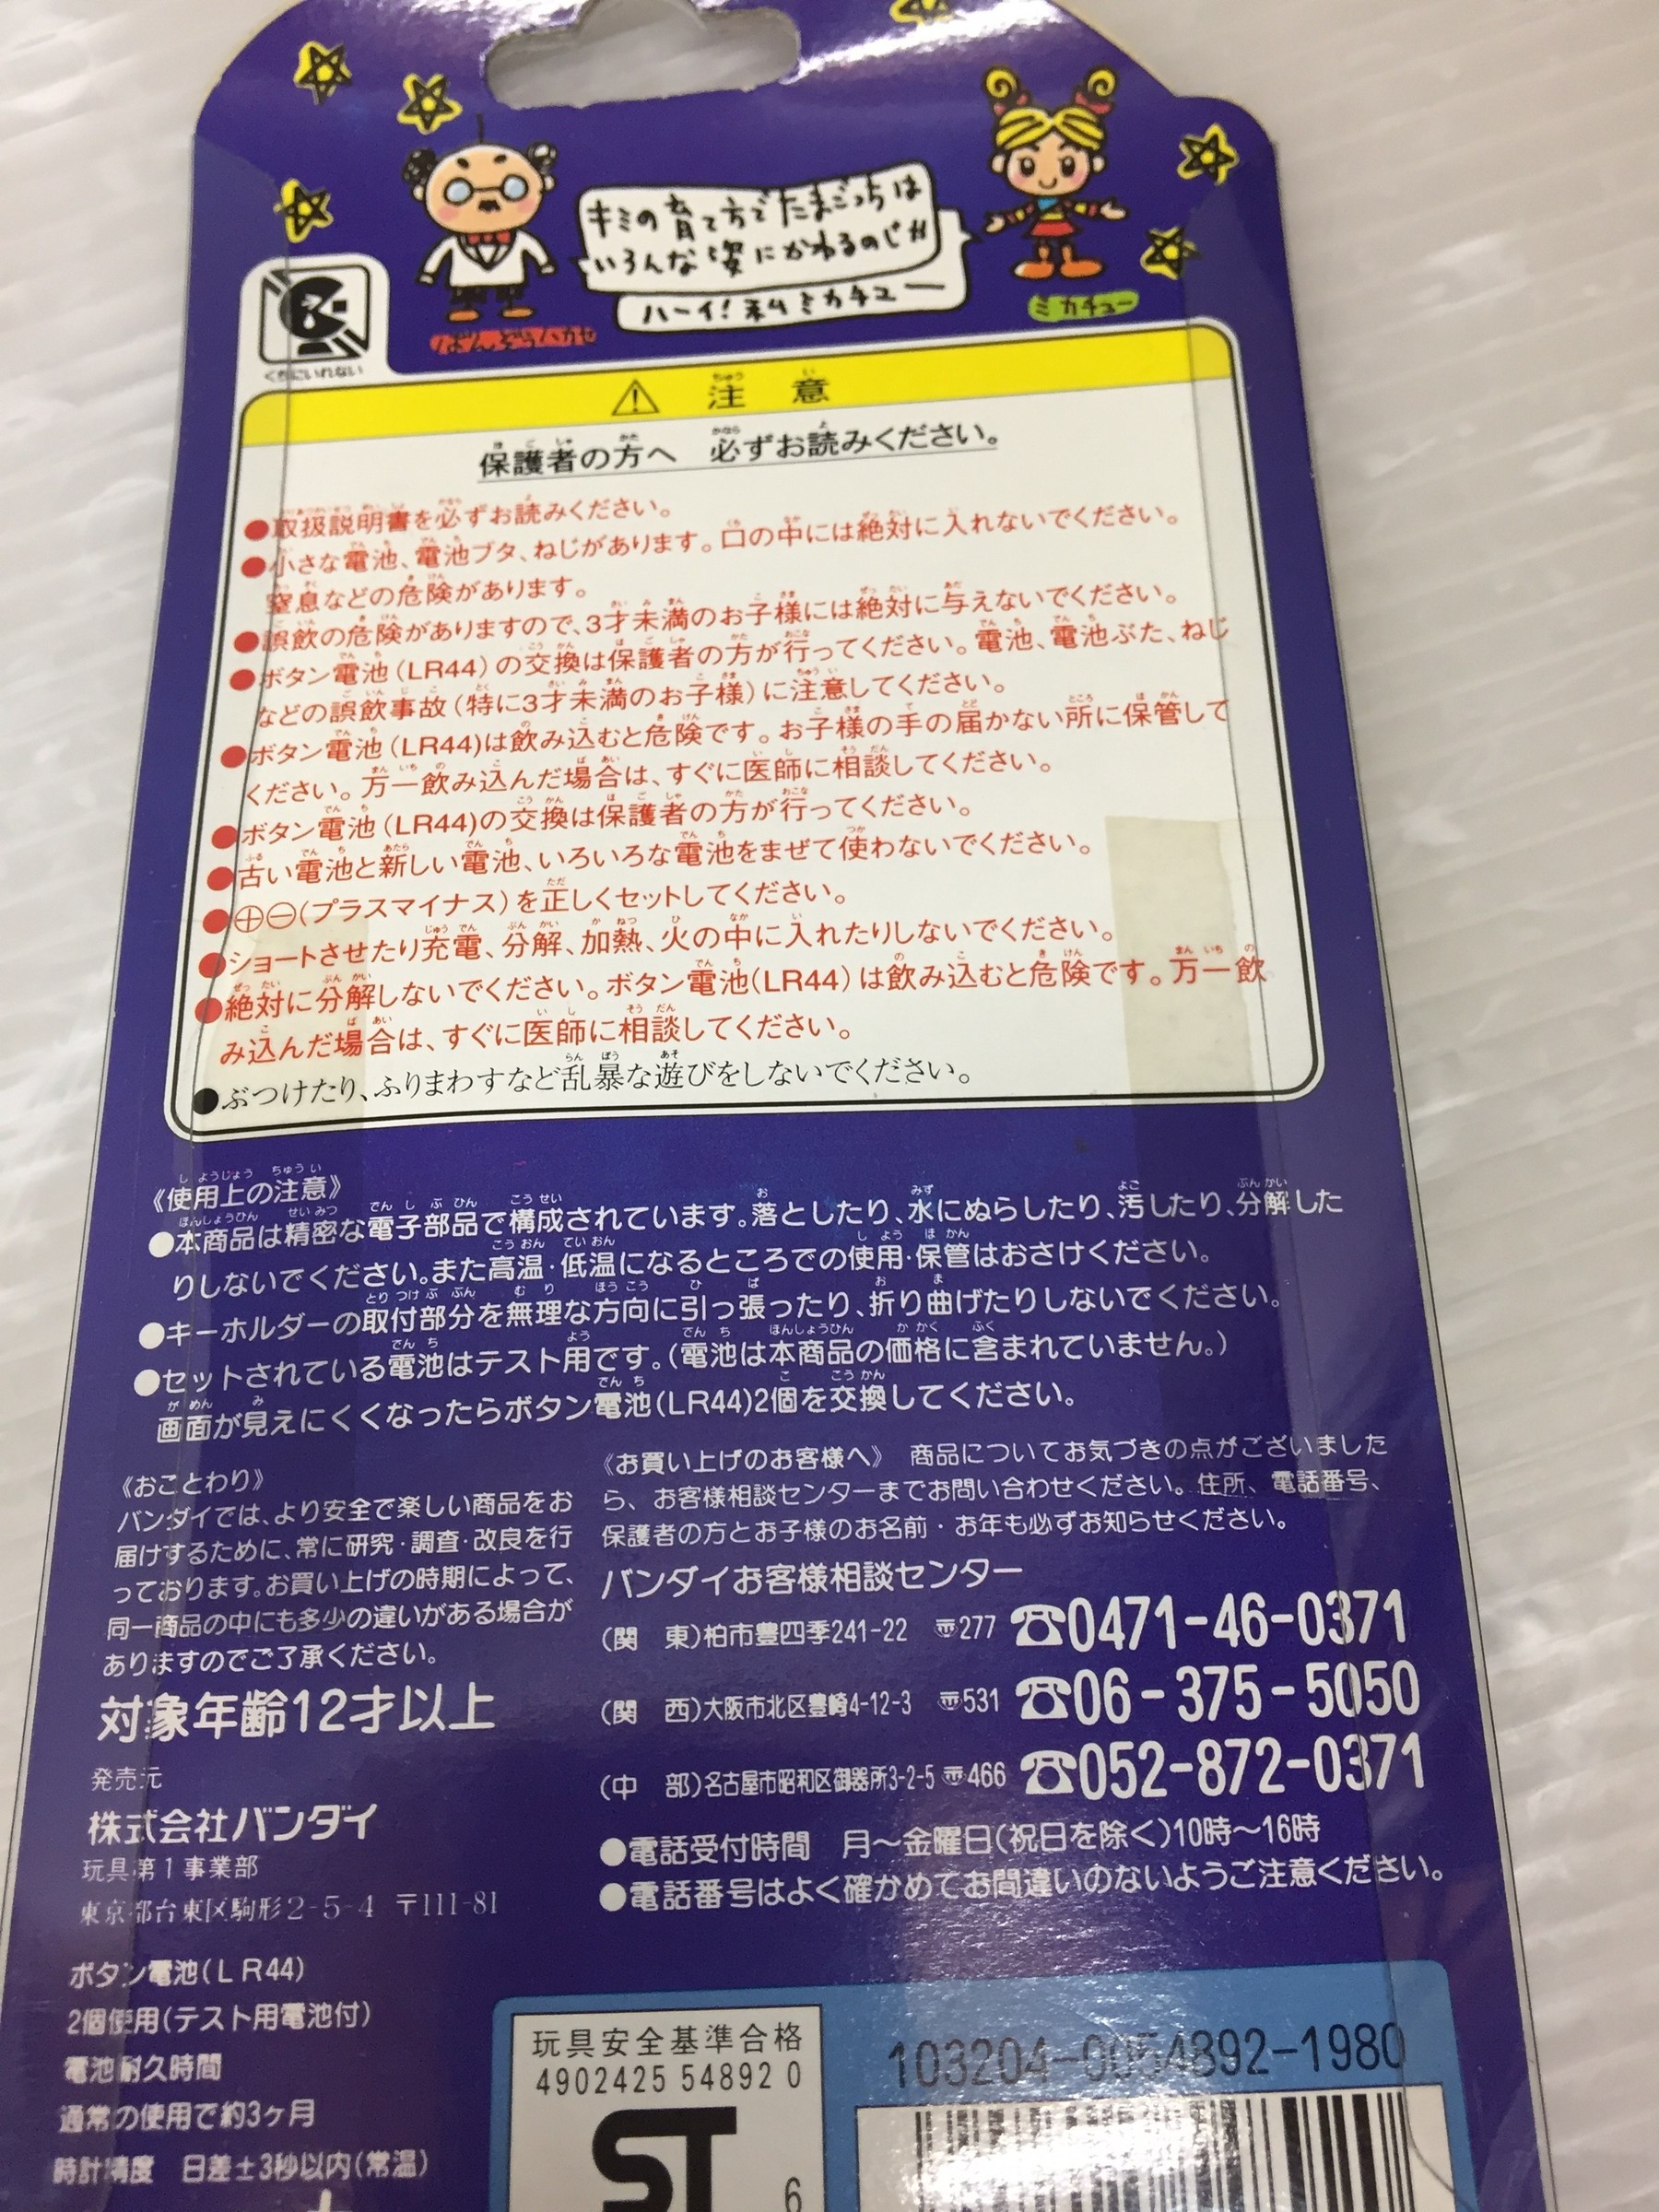 キミの育て方でたまごっちは
いろんな姿にかわるのじゃ
ハーイ!私ミカチュー
ばんぞうハカセ
ミカチュー
くちにいれない
注意
保護者の方へ 必ずお読みください。
●取扱説明書を必ずお読みください。
●小さな電池、電池ブタ、ねじがあります。口の中には絶対に入れないでください。
窒息などの危険があります。
●誤飲の危険がありますので、3才未満のお子様には絶対に与えないでください。
●ボタン電池(LR44)の交換は保護者の方が行ってください。電池、電池ぶた、ねじ
などの誤飲事故(特に3才未満のお子様)に注意してください。
●ボタン電池(LR44)は飲み込むと危険です。お子様の手の届かない所に保管して
ください。万一飲み込んだ場合は、すぐに医師に相談してください。
●ボタン電池(LR44)の交換は保護者の方が行ってください。
●古い電池と新しい電池、いろいろな電池をまぜて使わないでください。
●⊕⊖(プラスマイナス)を正しくセットしてください。
●ショートさせたり充電、分解、加熱、火の中に入れたりしないでください。
●絶対に分解しないでください。ボタン電池(LR44)は飲み込むと危険です。万一飲
み込んだ場合は、すぐに医師に相談してください。
●ぶつけたり、ふりまわすなど乱暴な遊びをしないでください。
《使用上の注意》
●本商品は精密な電子部品で構成されています。落としたり、水にぬらしたり、汚したり、分解した
りしないでください。また高温・低温になるところでの使用・保管はおさけください。
●キーホルダーの取付部分を無理な方向に引っ張ったり、折り曲げたりしないでください。
●セットされている電池はテスト用です。(電池は本商品の価格に含まれていません。)
画面が見えにくくなったらボタン電池(LR44)2個を交換してください。
《おことわり》
バンダイでは、より安全で楽しい商品をお
届けするために、常に研究・調査・改良を行
っております。お買い上げの時期によって、
同一商品の中にも多少の違いがある場合が
ありますのでご了承ください。
対象年齢12才以上
発売元
株式会社バンダイ
玩具第1事業部
東京都台東区駒形2-5-4 〒111-81
ボタン電池(LR44)
2個使用(テスト用電池付)
電池耐久時間
通常の使用で約3ヶ月
時計精度 日差±3秒以内(常温)
《お買い上げのお客様へ》 商品についてお気づきの点がございました
ら、お客様相談センターまでお問い合わせください。住所、電話番号、
保護者の方とお子様のお名前・お年も必ずお知らせください。
バンダイお客様相談センター
(関 東)柏市豊四季241-22 〠277 ☎0471-46-0371
(関 西)大阪市北区豊崎4-12-3 〠531 ☎06-375-5050
(中 部)名古屋市昭和区御器所3-2-5 〠466 ☎052-872-0371
●電話受付時間 月〜金曜日(祝日を除く)10時〜16時
●電話番号はよく確かめてお間違いのないようご注意ください。
玩具安全基準合格
4902425 54892 0
ST
6
103204-0054892-1980